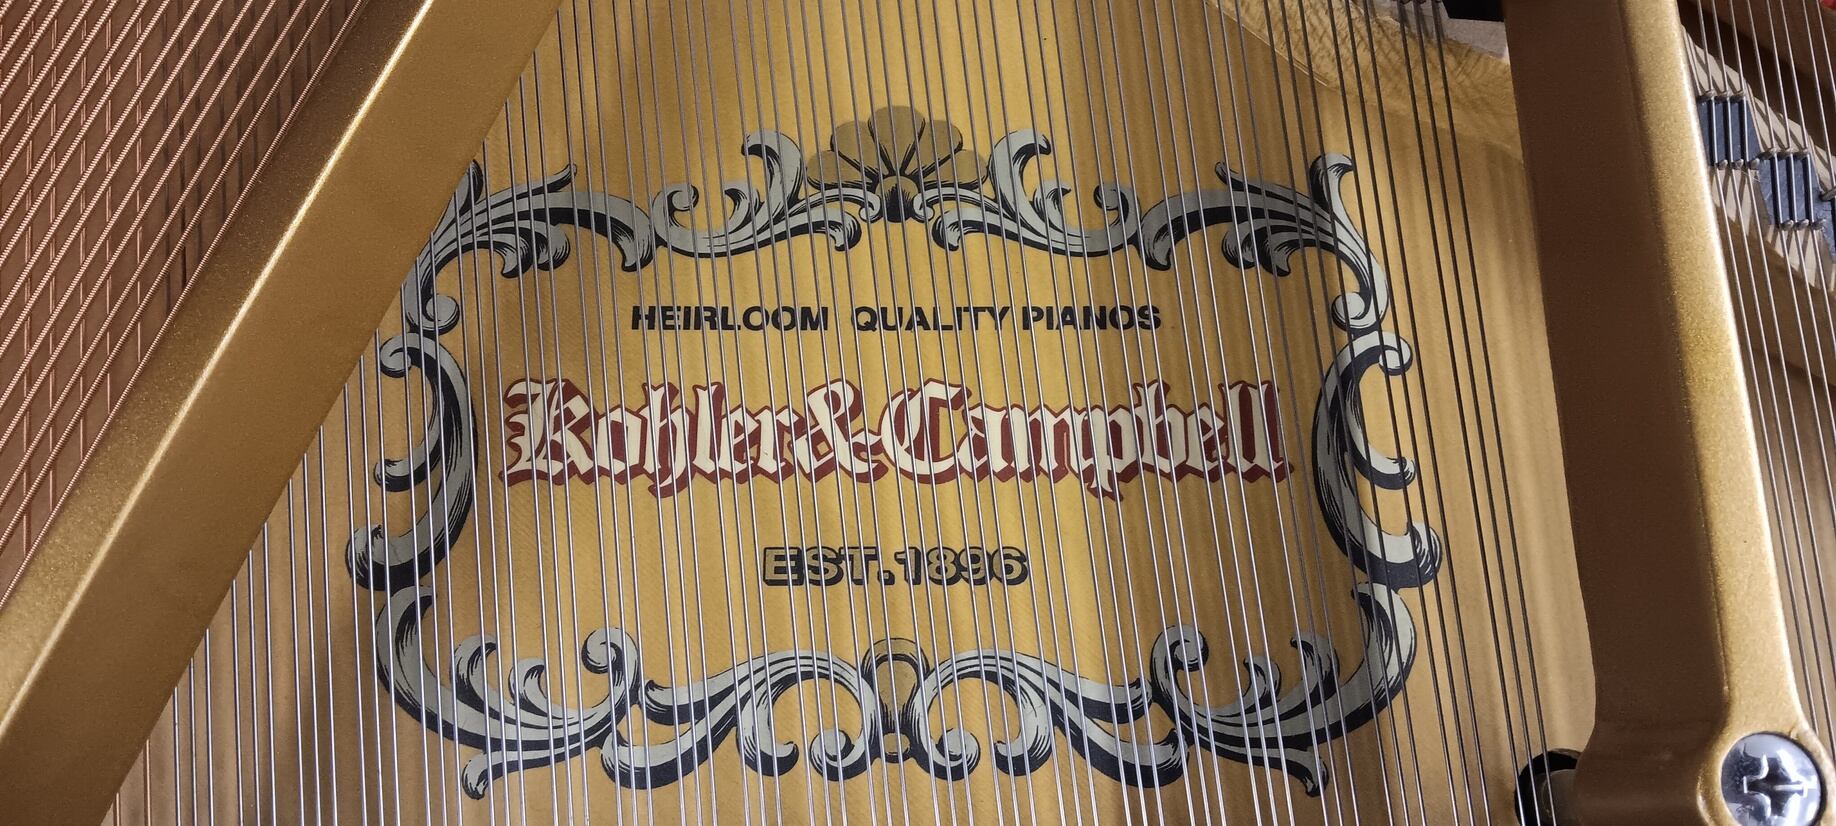 HEIRLOOM QUALITY PIANOS
Kohler & Campbell
EST. 1896